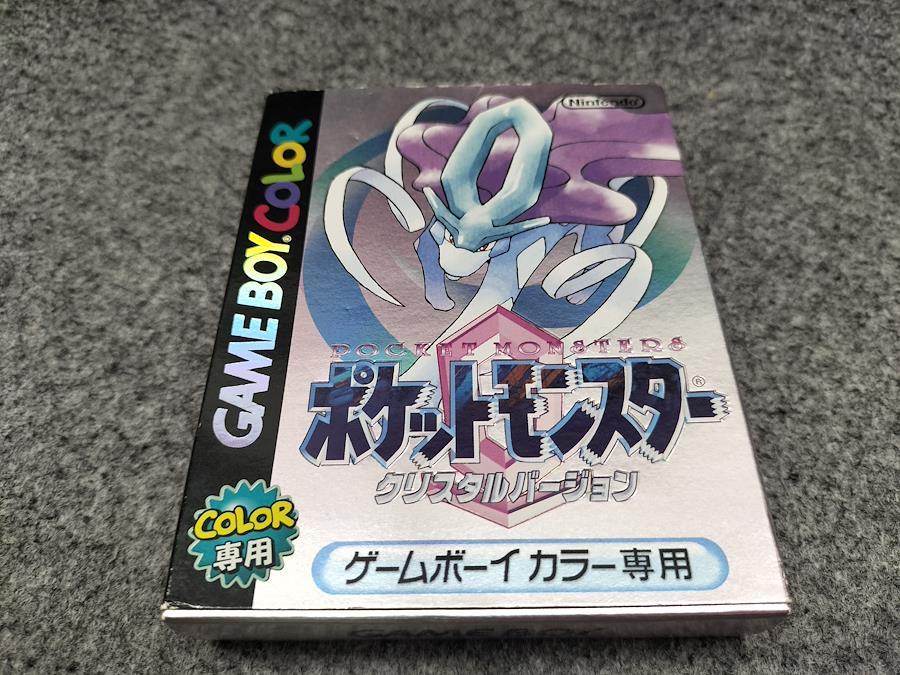 Nintendo
GAME BOY COLOR
POCKET MONSTERS
ポケットモンスター
®
クリスタルバージョン
COLOR
専用
ゲームボーイ カラー専用
GAME BOY